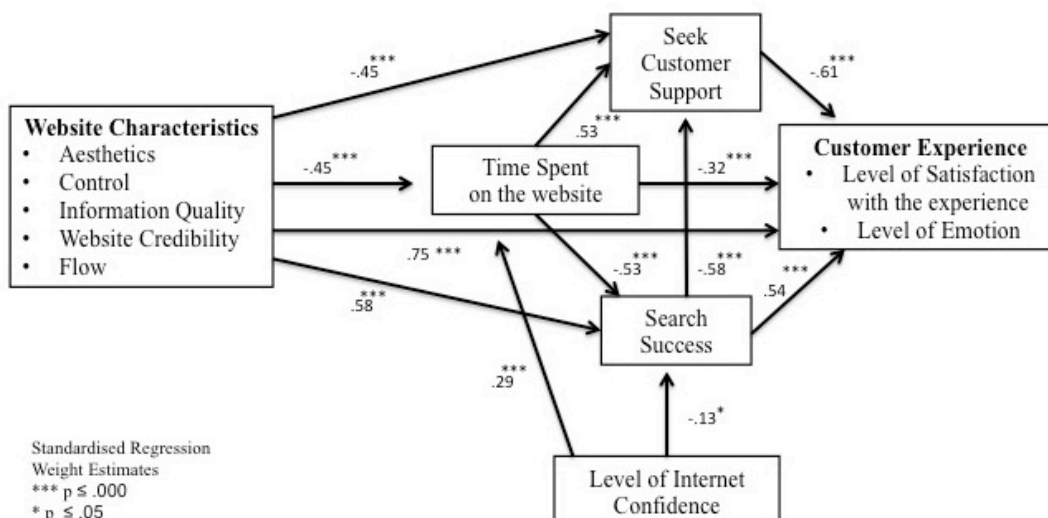 Seek
Customer
Support
-.45***
-.61***
.53***
Website Characteristics
• Aesthetics
• Control
• Information Quality
• Website Credibility
• Flow
-.45***
Time Spent
on the website
-.32***
Customer Experience
• Level of Satisfaction
with the experience
• Level of Emotion
.75 ***
-.53***
-.58***
.54***
.58***
Search
Success
.29***
-.13*
Level of Internet
Confidence
Standardised Regression
Weight Estimates
*** p ≤ .000
* p ≤ .05